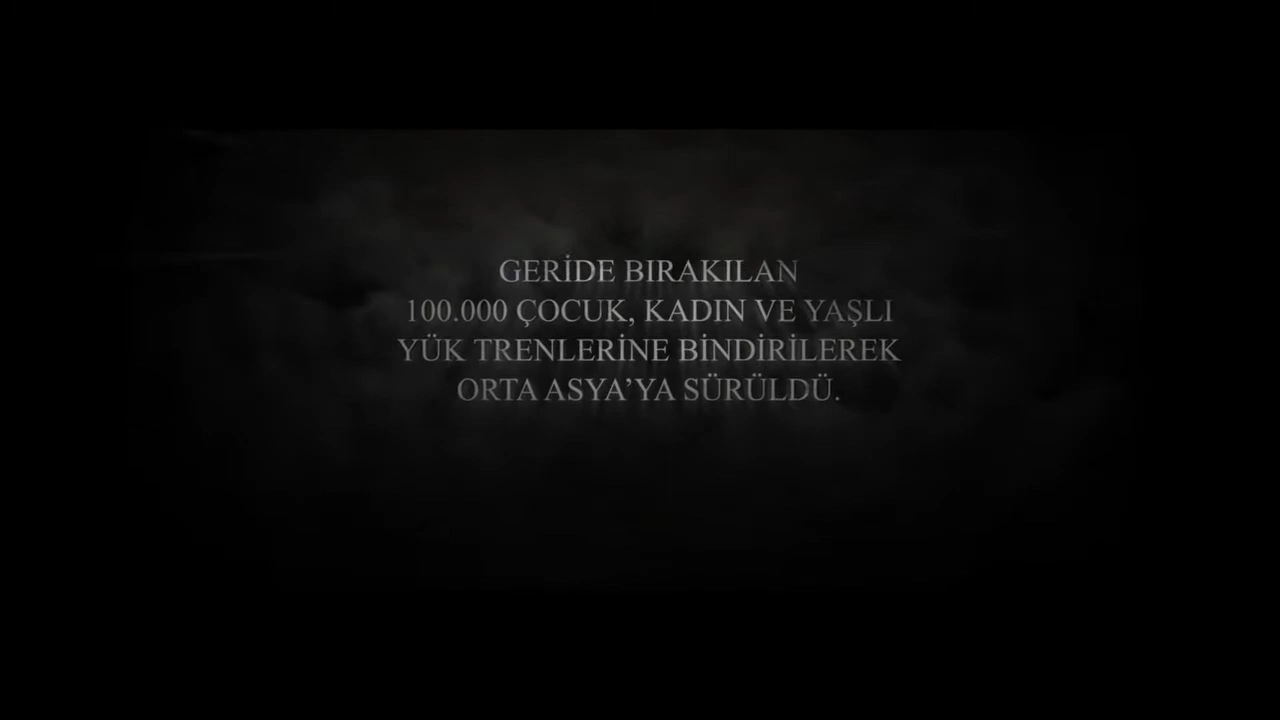 GERİDE BIRAKILAN
100.000 ÇOCUK, KADIN VE YAŞLI
YÜK TRENLERİNE BİNDİRİLEREK
ORTA ASYA’YA SÜRÜLDÜ.